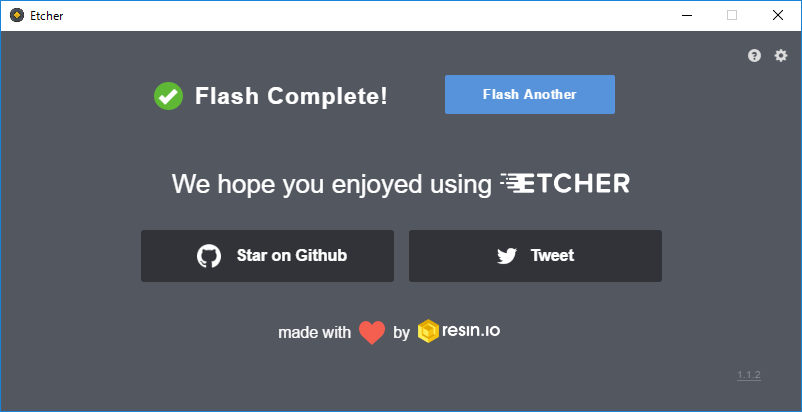 Etcher
Flash Complete!
Flash Another
We hope you enjoyed using ETCHER
Star on Github
Tweet
made with by resin.io
1.1.2